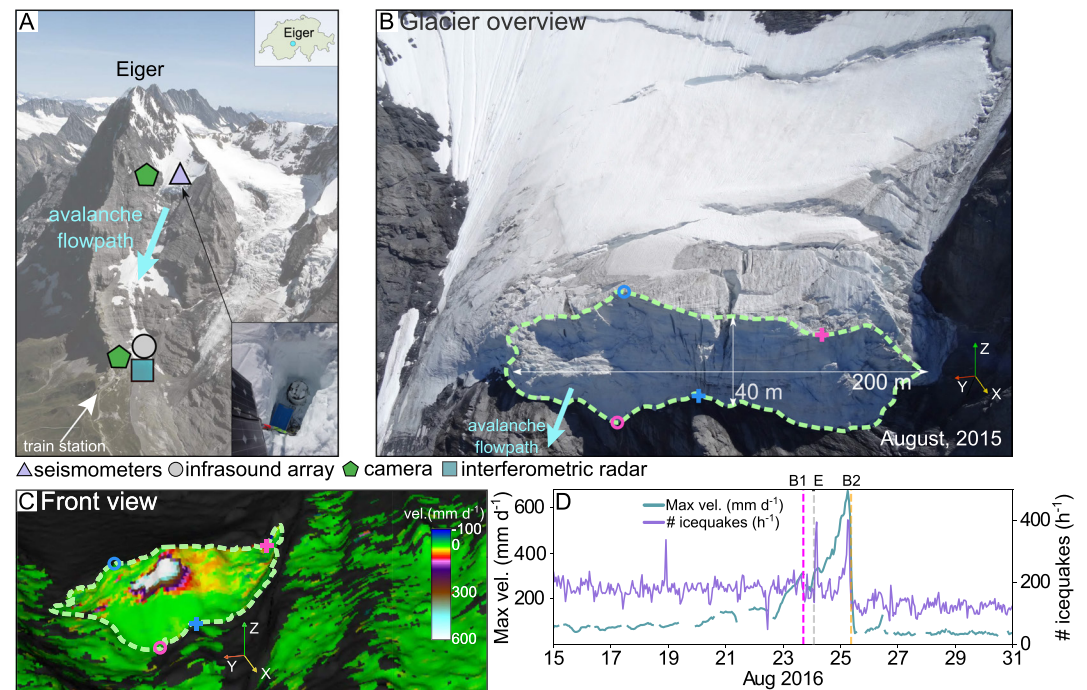 A
Eiger
Eiger
avalanche
flowpath
train station
B Glacier overview
40 m
200 m
avalanche
flowpath
Z
Y
X
August, 2015
seismometers infrasound array camera interferometric radar
C Front view
vel.(mm d⁻¹)
-100
0
300
600
Z
Y
X
D
B1 E B2
Max vel. (mm d⁻¹)
# icequakes (h⁻¹)
Max vel. (mm d⁻¹)
600
400
200
400
200
0
# icequakes (h⁻¹)
15 17 19 21 23 25 27 29 31
Aug 2016